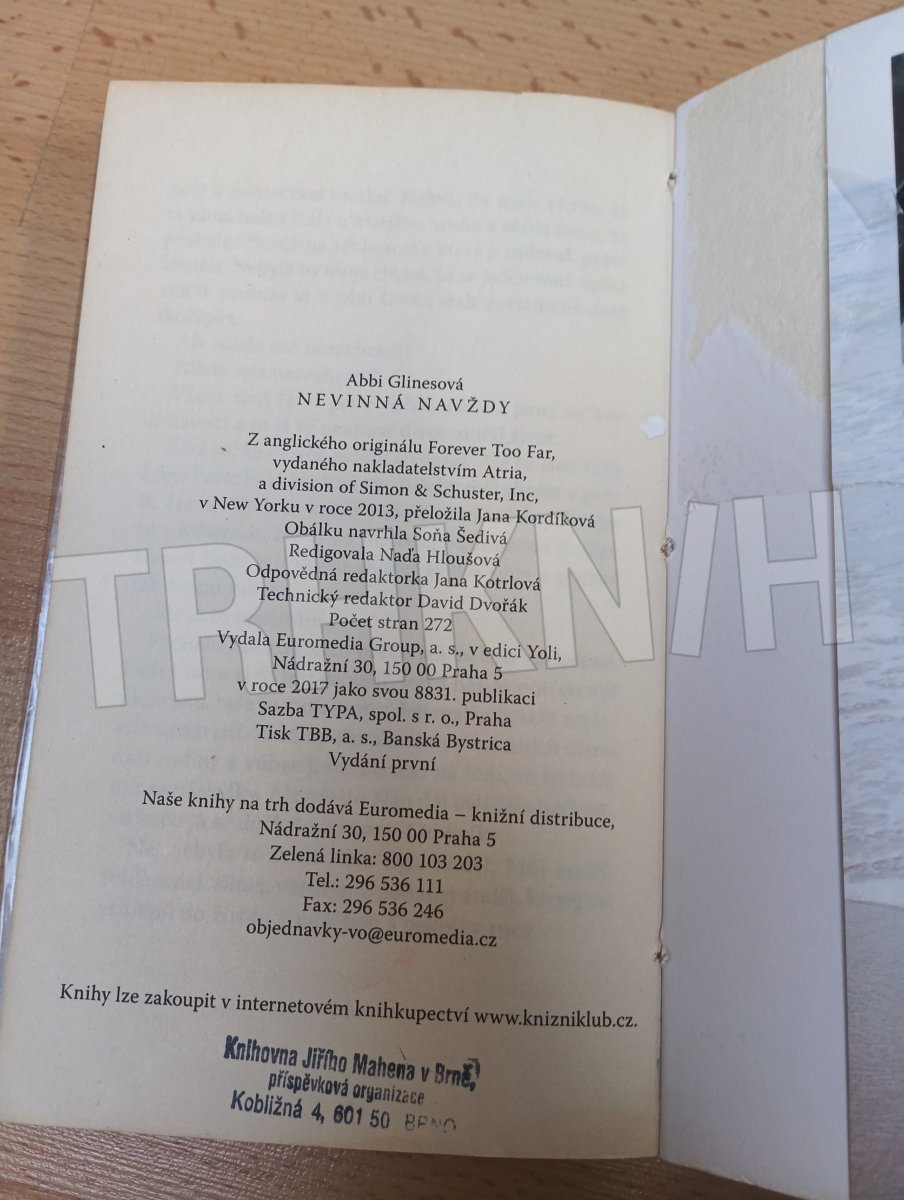 Abbi Glinesová
NEVINNÁ NAVŽDY
Z anglického originálu Forever Too Far,
vydaného nakladatelstvím Atria,
a division of Simon & Schuster, Inc,
v New Yorku v roce 2013, přeložila Jana Kordíková
Obálku navrhla Soňa Šedivá
Redigovala Naďa Hloušová
Odpovědná redaktorka Jana Kotrlová
Technický redaktor David Dvořák
Počet stran 272
Vydala Euromedia Group, a. s., v edici Yoli,
Nádražní 30, 150 00 Praha 5
v roce 2017 jako svou 8831. publikaci
Sazba TYPA, spol. s r. o., Praha
Tisk TBB, a. s., Banská Bystrica
Vydání první
Naše knihy na trh dodává Euromedia – knižní distribuce,
Nádražní 30, 150 00 Praha 5
Zelená linka: 800 103 203
Tel.: 296 536 111
Fax: 296 536 246
objednavky-vo@euromedia.cz
Knihy lze zakoupit v internetovém knihkupectví www.knizniklub.cz.
Knihovna Jiřího Mahena v Brně,
příspěvková organizace
Kobližná 4, 601 50 BRNO
TRHKNIH